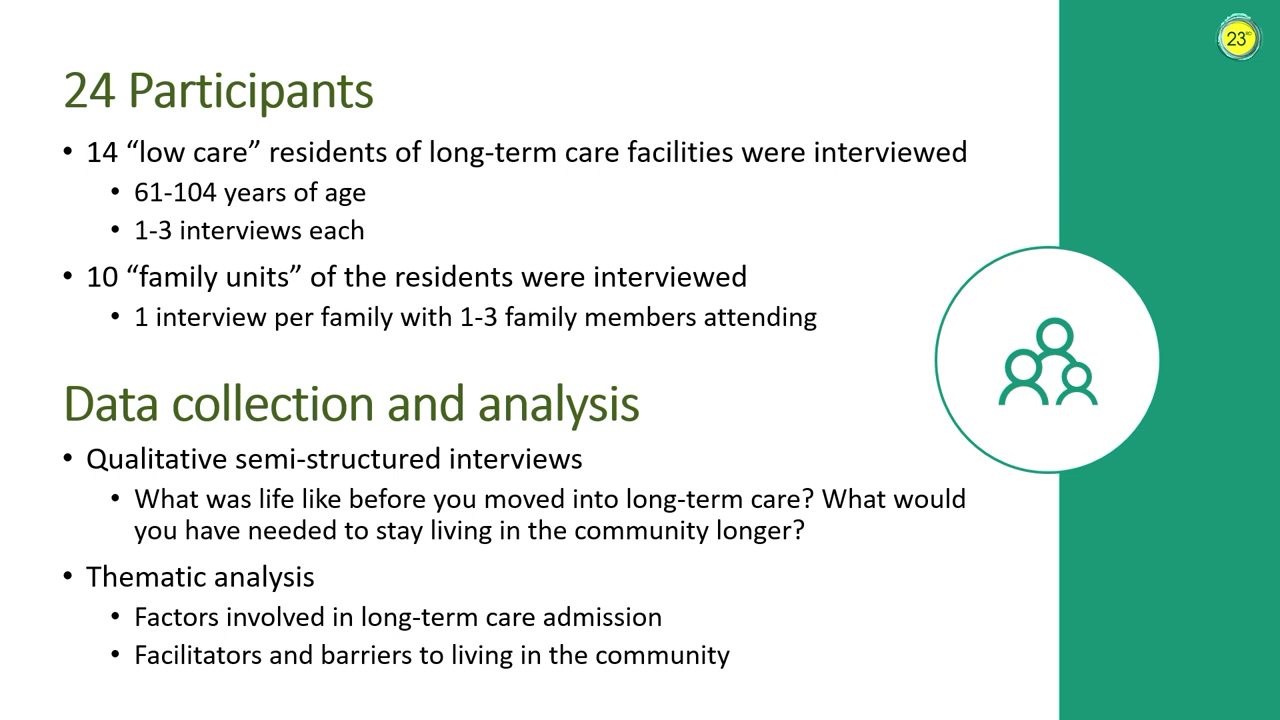 23RD
24 Participants
• 14 “low care” residents of long-term care facilities were interviewed
• 61-104 years of age
• 1-3 interviews each
• 10 “family units” of the residents were interviewed
• 1 interview per family with 1-3 family members attending
Data collection and analysis
• Qualitative semi-structured interviews
• What was life like before you moved into long-term care? What would
you have needed to stay living in the community longer?
• Thematic analysis
• Factors involved in long-term care admission
• Facilitators and barriers to living in the community